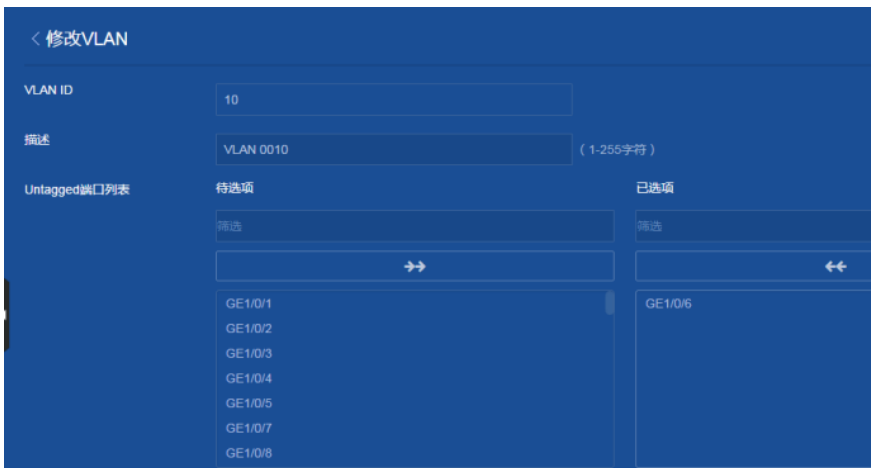 修改VLAN
VLAN ID
10
描述
VLAN 0010
（1-255字符）
Untagged端口列表
待选项
已选项
筛选
筛选
GE1/0/1
GE1/0/6
GE1/0/2
GE1/0/3
GE1/0/4
GE1/0/5
GE1/0/7
GE1/0/8